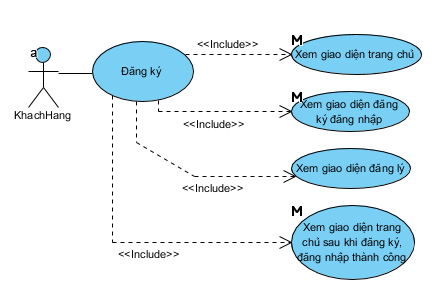 <<Include>>
M
Xem giao diện trang chủ
a
Đăng ký
KhachHang
M
Xem giao diện đăng
ký đăng nhập
<<Include>>
Xem giao diện đăng lý
<<Include>>
M
Xem giao diện trang
chủ sau khi đăng ký,
đăng nhập thành công
<<Include>>